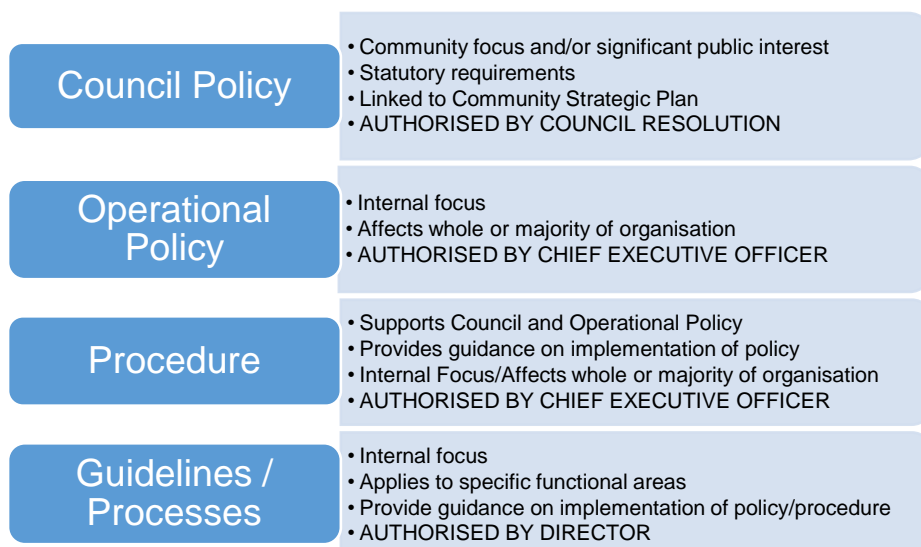 Council Policy
• Community focus and/or significant public interest
• Statutory requirements
• Linked to Community Strategic Plan
• AUTHORISED BY COUNCIL RESOLUTION
Operational
Policy
• Internal focus
• Affects whole or majority of organisation
• AUTHORISED BY CHIEF EXECUTIVE OFFICER
Procedure
• Supports Council and Operational Policy
• Provides guidance on implementation of policy
• Internal Focus/Affects whole or majority of organisation
• AUTHORISED BY CHIEF EXECUTIVE OFFICER
Guidelines /
Processes
• Internal focus
• Applies to specific functional areas
• Provide guidance on implementation of policy/procedure
• AUTHORISED BY DIRECTOR